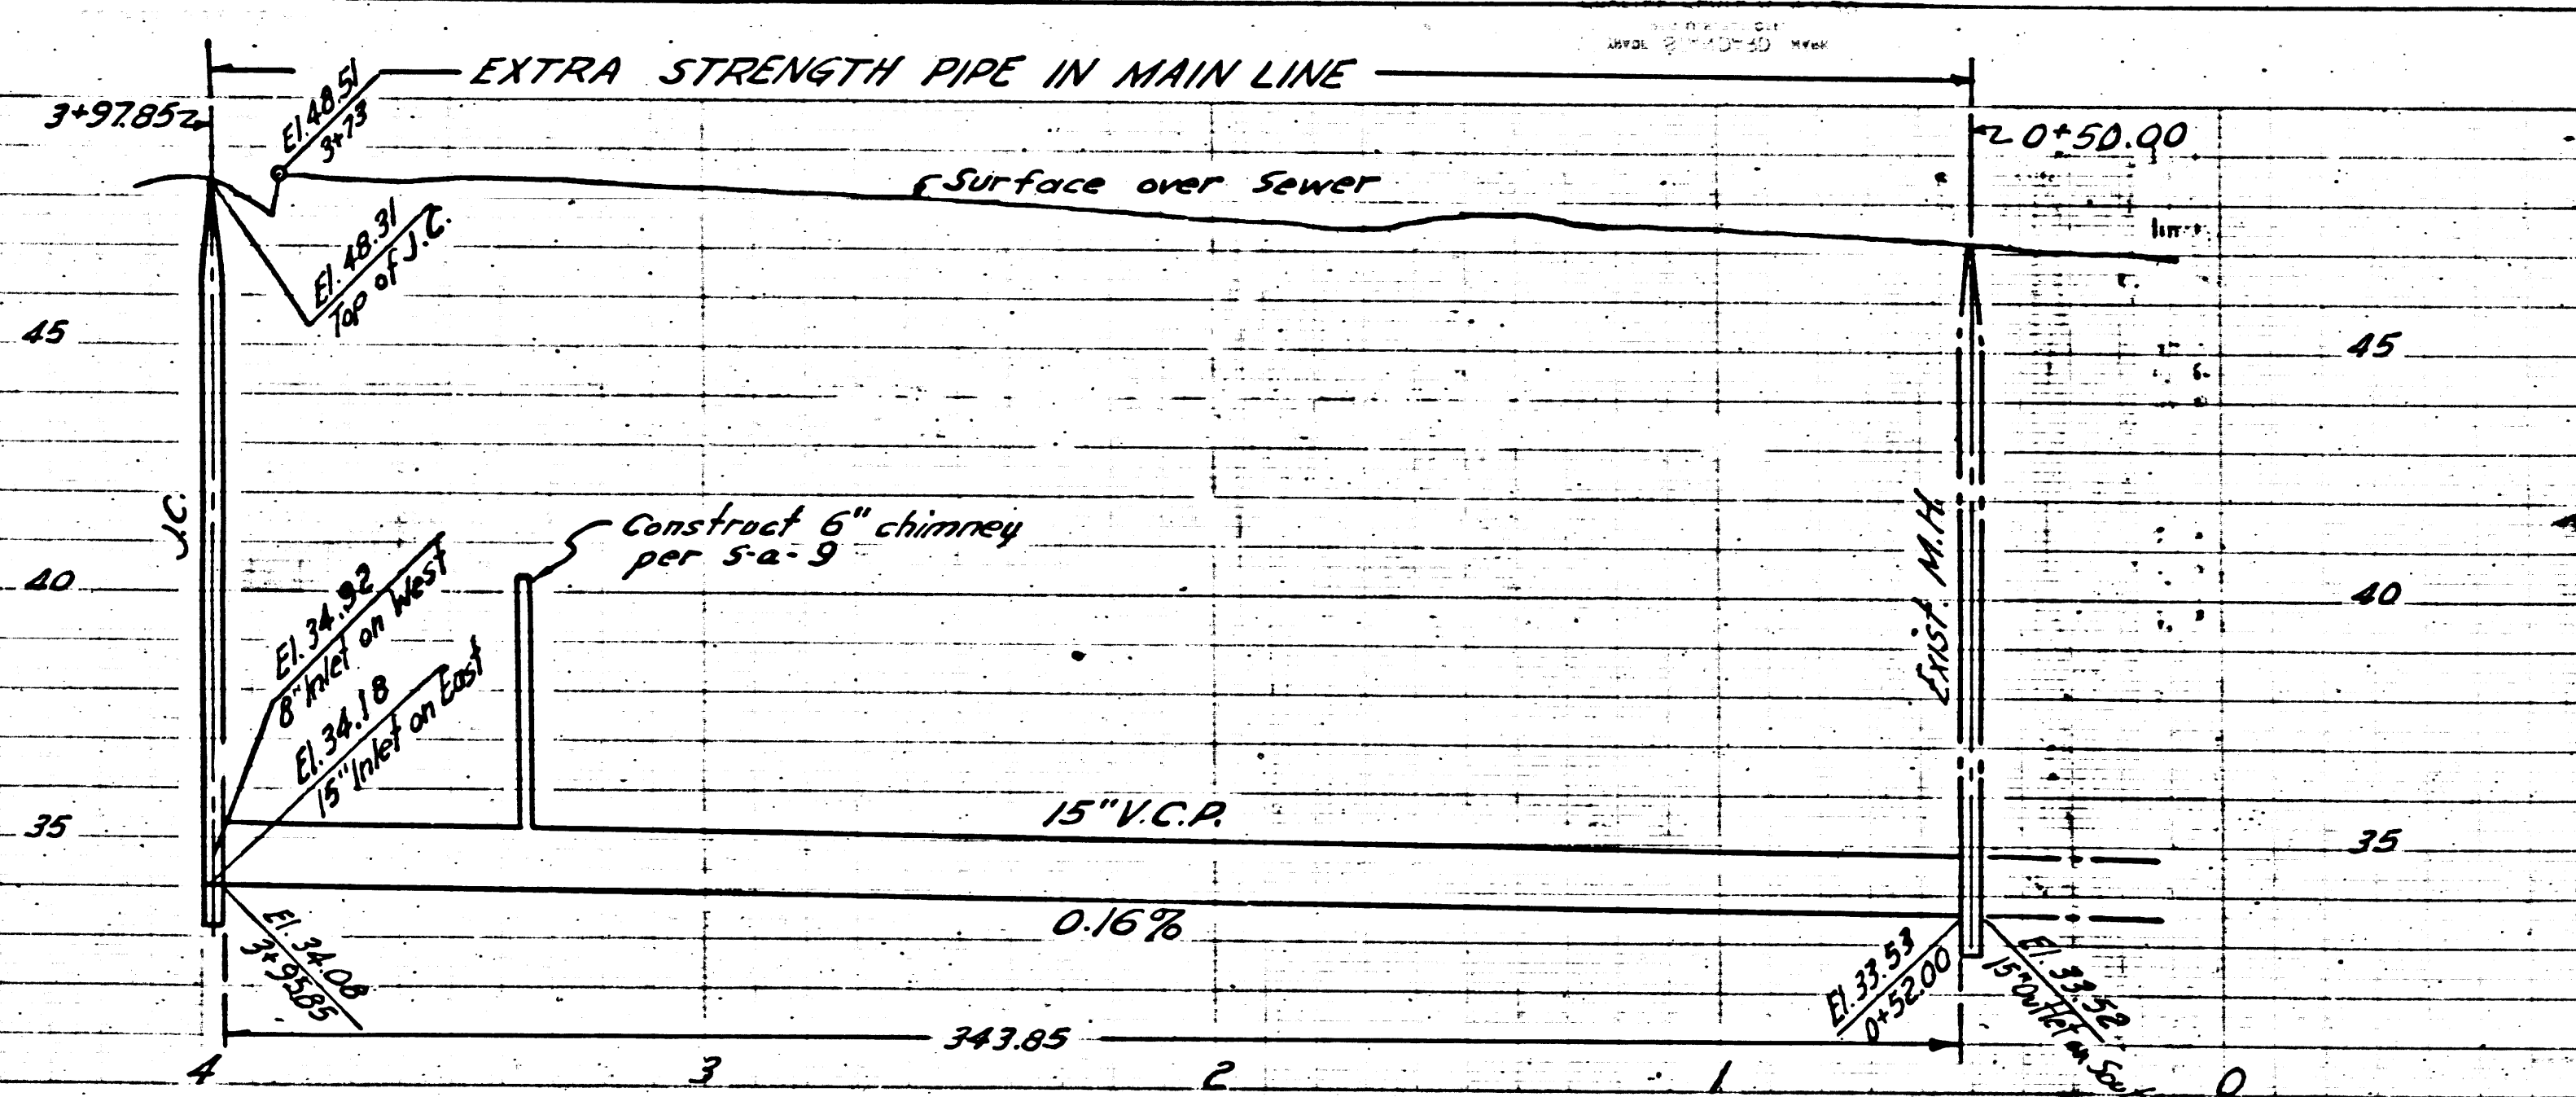 EXTRA STRENGTH PIPE IN MAIN LINE
3+97.85
El. 48.51
3+73
0+50.00
Surface over Sewer
El. 48.31
Top of J.C.
45
45
J.C.
Exist. M.H.
Construct 6" chimney
per S-a-9
40
40
El. 34.92
8" Inlet on West
El. 34.18
15" Inlet on East
15" V.C.P.
35
35
0.16%
El. 34.08
3+95.85
El. 33.53
0+52.00
El. 33.52
15" Outlet on
343.85
4
3
2
1
0